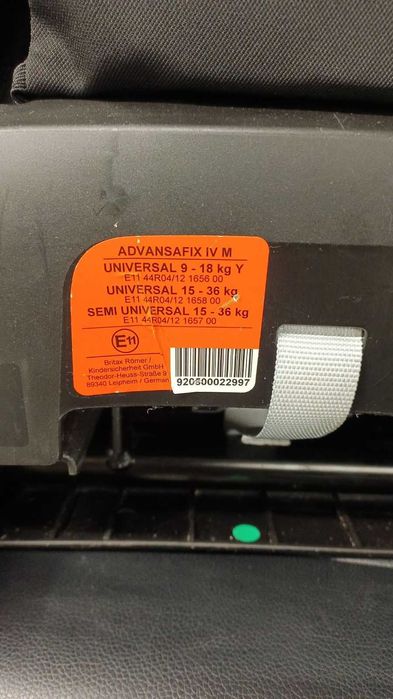 ADVANSAFIX IV M
UNIVERSAL 9 - 18 kg Y
E11 44R04/12 1656 00
UNIVERSAL 15 - 36 kg
E11 44R04/12 1658 00
SEMI UNIVERSAL 15 - 36 kg
E11 44R04/12 1657 00
E11
Britax Römer /
Kindersicherheit GmbH
Theodor-Heuss-Straße 9
89340 Leipheim / German
920500022997